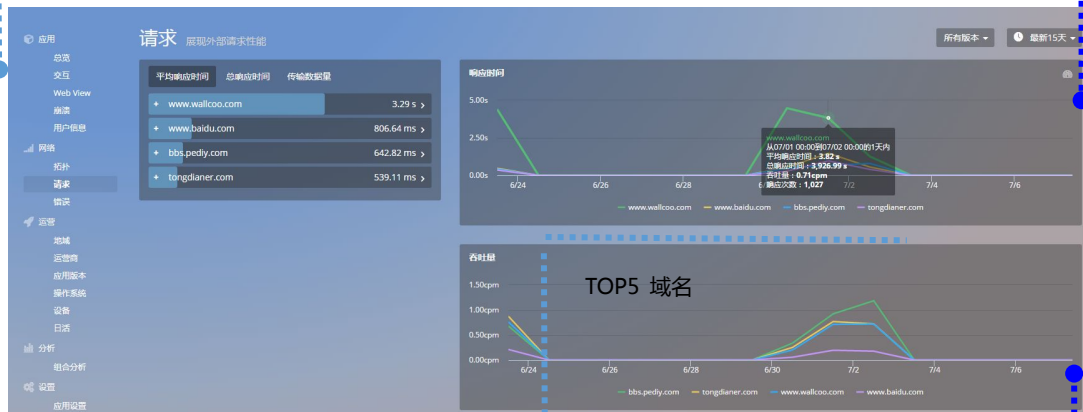 应用
总览
交互
Web View
崩溃
用户信息
网络
拓扑
请求
错误
运营
地域
运营商
应用版本
操作系统
设备
日活
分析
组合分析
设置
应用设置
请求 展现外部请求性能
所有版本 最新15天
平均响应时间 总响应时间 传输数据量
+ www.wallcoo.com 3.29 s >
+ www.baidu.com 806.64 ms >
+ bbs.pediy.com 642.82 ms >
+ tongdianer.com 539.11 ms >
响应时间
5.00s
2.50s
0.00s
www.wallcoo.com
从07/01 00:00到07/02 00:00的1天内
平均响应时间：3.82 s
总响应时间：3,926.99 s
吞吐量：0.71cpm
响应次数：1,027
6/24 6/26 6/28 7/2 7/4 7/6
www.wallcoo.com www.baidu.com bbs.pediy.com tongdianer.com
吞吐量
TOP5 域名
1.50cpm
1.00cpm
0.50cpm
0.00cpm
6/24 6/26 6/28 6/30 7/2 7/4 7/6
bbs.pediy.com tongdianer.com www.wallcoo.com www.baidu.com